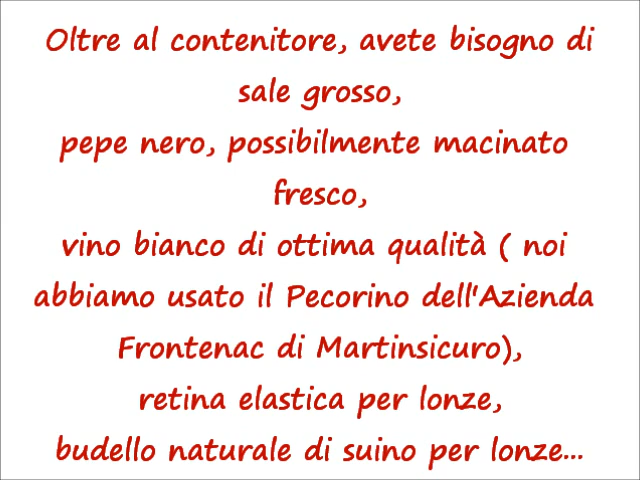 Oltre al contenitore, avete bisogno di
sale grosso,
pepe nero, possibilmente macinato
fresco,
vino bianco di ottima qualità ( noi
abbiamo usato il Pecorino dell'Azienda
Frontenac di Martinsicuro),
retina elastica per lonze,
budello naturale di suino per lonze...